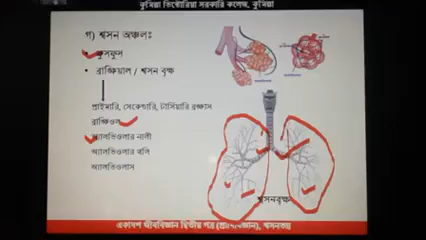 কুমিল্লা ভিক্টোরিয়া সরকারি কলেজ, কুমিল্লা
গ) শ্বসন অঞ্চলঃ
ফুসফুস
রাঙ্কিয়াল / শ্বসন বৃক্ষ
প্রাইমারি, সেকেন্ডারি, টার্সিয়ারি ব্রঙ্কাস
ব্রাঙ্কিওল
অ্যালভিওলার নালী
অ্যালভিওলার থলি
অ্যালভিওলাস
শ্বসনবৃক্ষ
একাদশ জীববিজ্ঞান দ্বিতীয় পত্র (প্রাণিবিজ্ঞান), শ্বসনতন্ত্র